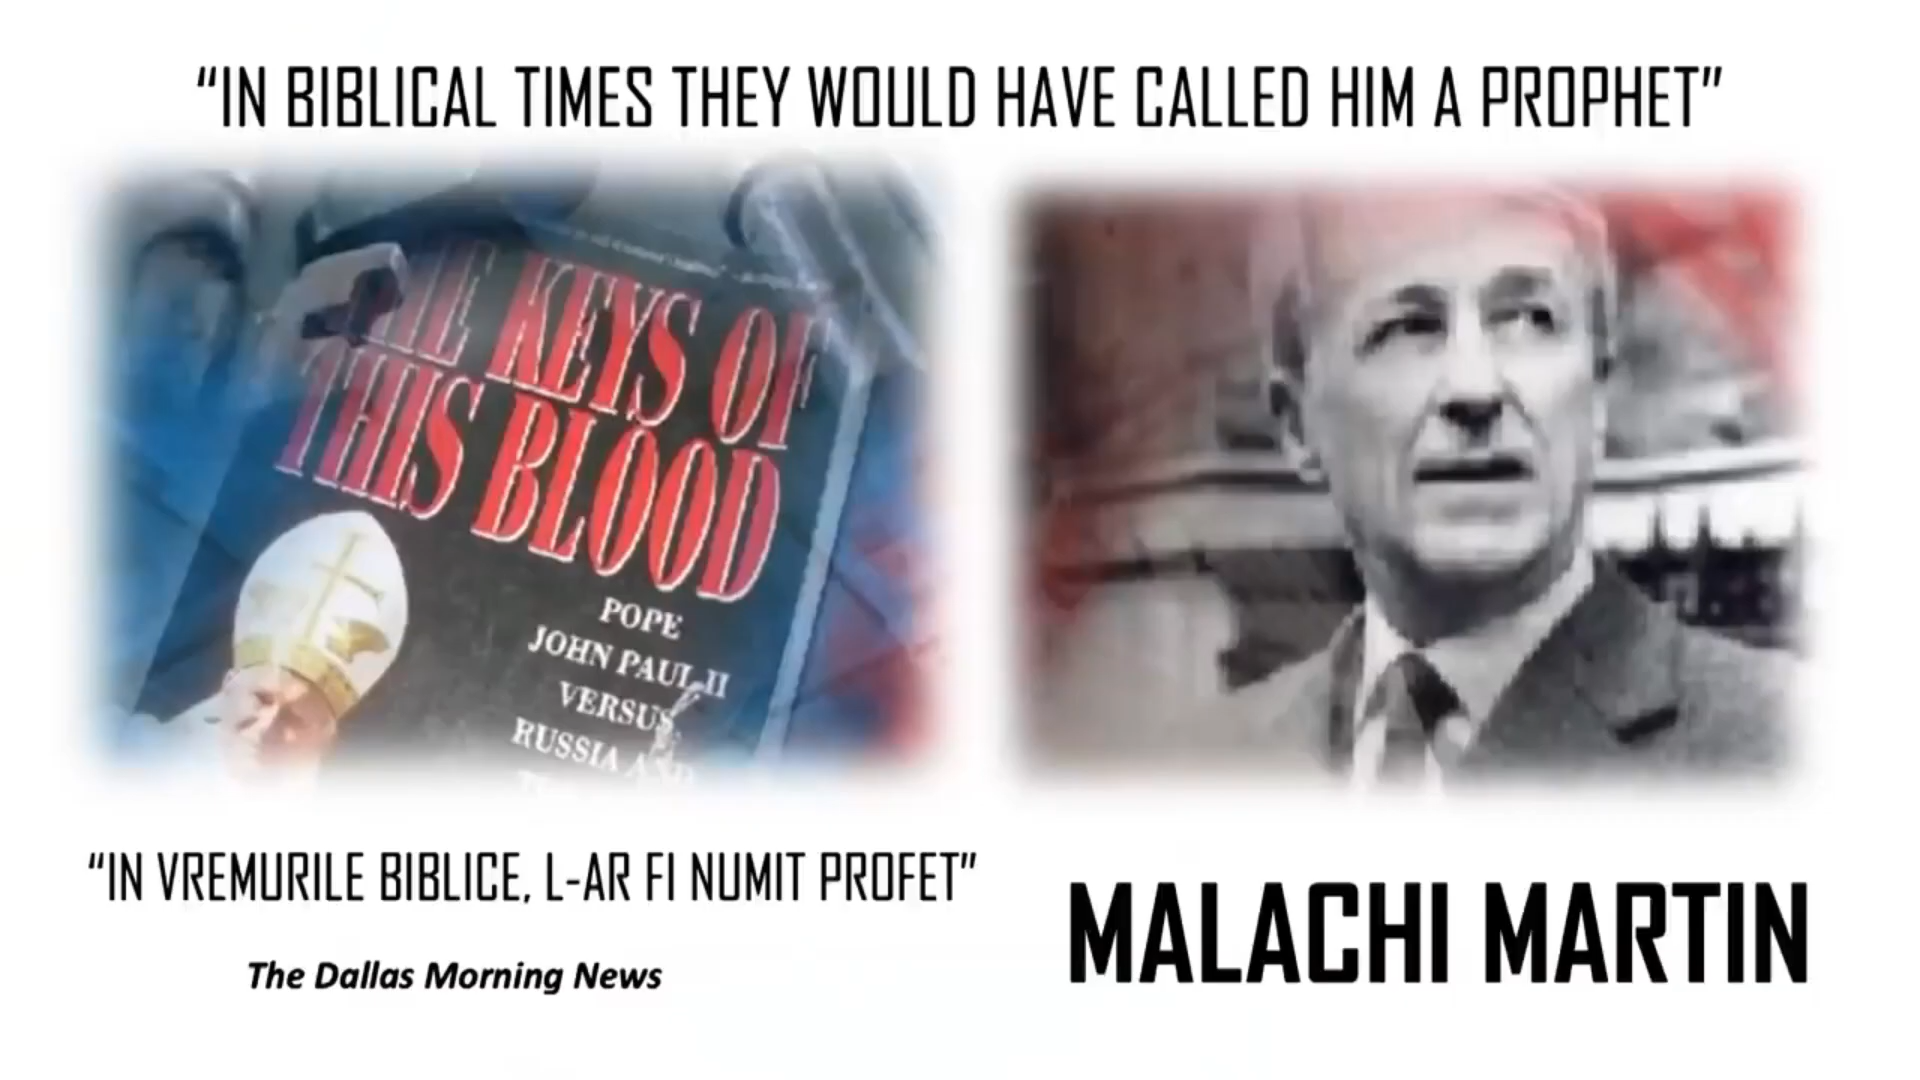 “IN BIBLICAL TIMES THEY WOULD HAVE CALLED HIM A PROPHET”
THE KEYS OF
THIS BLOOD
POPE
JOHN PAUL II
VERSUS
RUSSIA AND
“IN VREMURILE BIBLICE, L-AR FI NUMIT PROFET”
The Dallas Morning News
MALACHI MARTIN